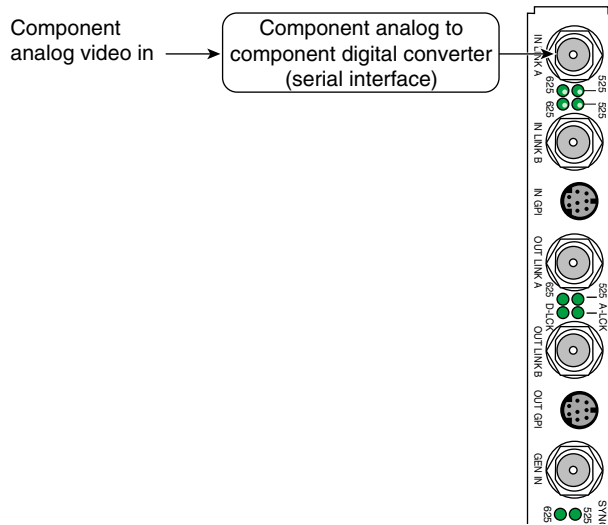 Component
analog video in
Component analog to
component digital converter
(serial interface)
IN LINK A
625
525
625
525
IN LINK B
IN GPI
OUT LINK A
625
525
D-LCK
A-LCK
OUT LINK B
OUT GPI
GEN IN
625
525